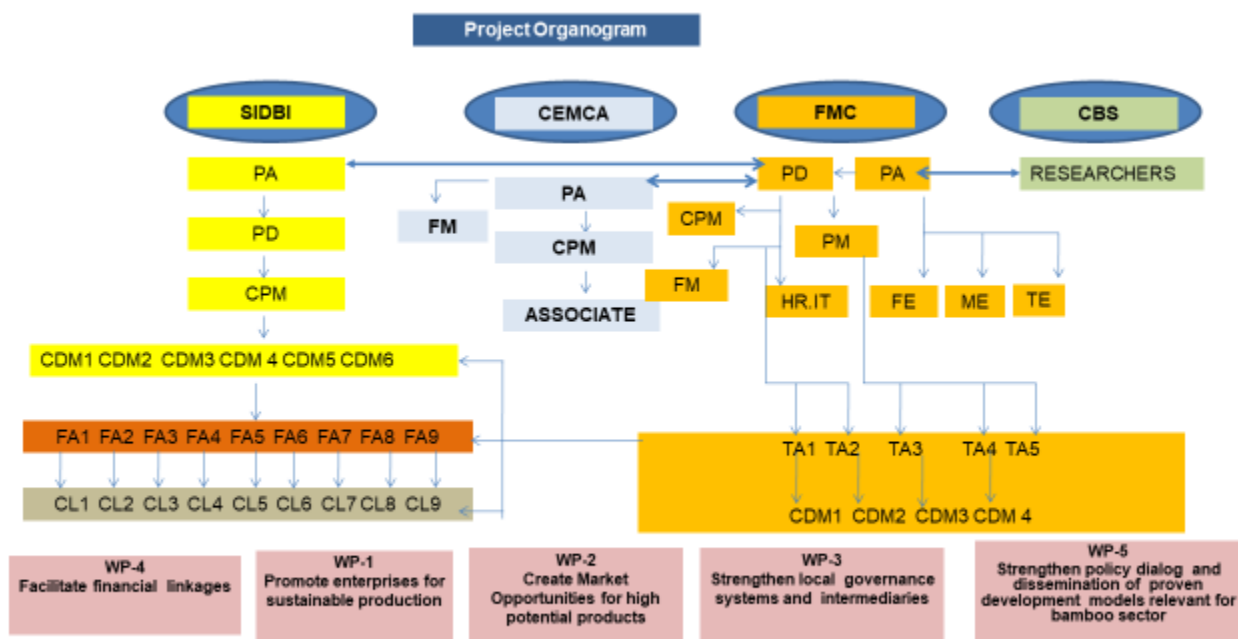 Project Organogram
SIDBI
CEMCA
FMC
CBS
PA
PD
PA
RESEARCHERS
PA
FM
CPM
PD
CPM
PM
CPM
FM
HR.IT
FE
ME
TE
ASSOCIATE
CDM1 CDM2 CDM3 CDM 4 CDM5 CDM6
FA1 FA2 FA3 FA4 FA5 FA6 FA7 FA8 FA9
TA1 TA2 TA3 TA4 TA5
CL1 CL2 CL3 CL4 CL5 CL6 CL7 CL8 CL9
CDM1 CDM2 CDM3 CDM 4
WP-4
Facilitate financial linkages
WP-1
Promote enterprises for
sustainable production
WP-2
Create Market
Opportunities for high
potential products
WP-3
Strengthen local governance
systems and intermediaries
WP-5
Strengthen policy dialog and
dissemination of proven
development models relevant for
bamboo sector